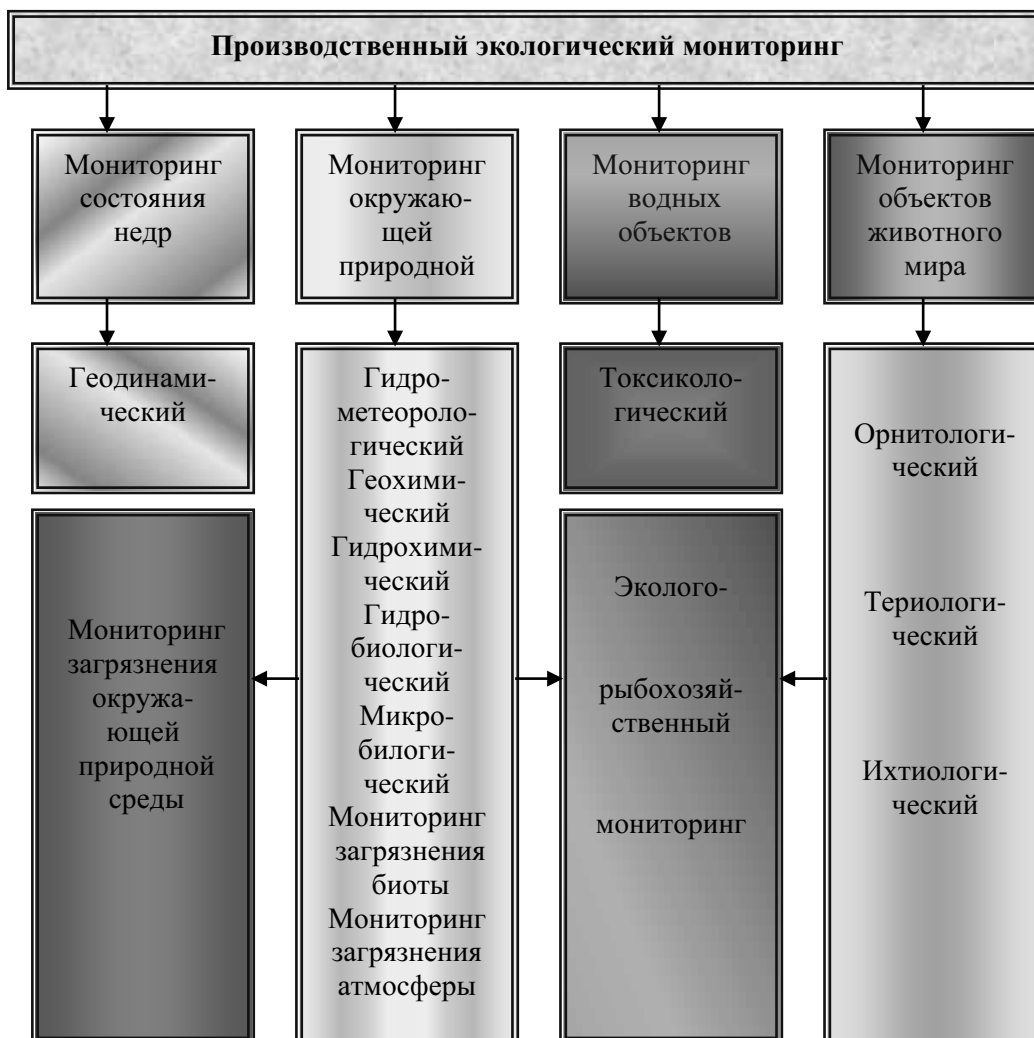 Производственный экологический мониторинг
Мониторинг
состояния
недр
Мониторинг
окружаю-
щей
природной
Мониторинг
водных
объектов
Мониторинг
объектов
животного
мира
Геодинами-
ческий
Гидро-
метеороло-
гический
Геохими-
ческий
Гидрохими-
ческий
Гидро-
биологи-
ческий
Микро-
билоги-
ческий
Мониторинг
загрязнения
биоты
Мониторинг
загрязнения
атмосферы
Токсиколо-
гический
Орнитологи-
ческий
Териологи-
ческий
Ихтиологи-
ческий
Мониторинг
загрязнения
окружа-
ющей
природной
среды
Эколого-
рыбохозяй-
ственный
мониторинг